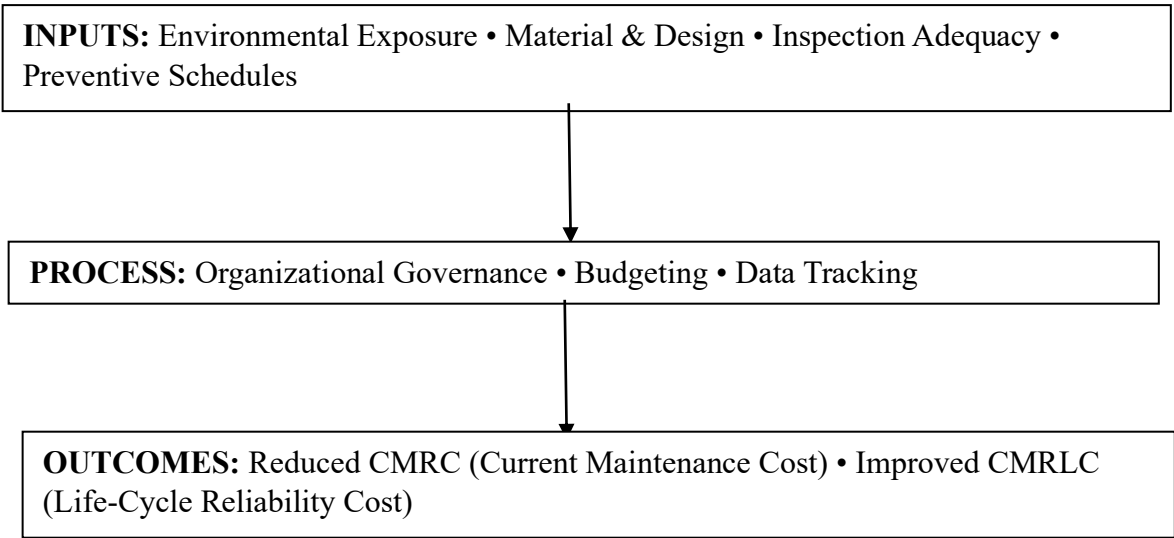 INPUTS: Environmental Exposure • Material & Design • Inspection Adequacy •
Preventive Schedules
PROCESS: Organizational Governance • Budgeting • Data Tracking
OUTCOMES: Reduced CMRC (Current Maintenance Cost) • Improved CMRLC
(Life-Cycle Reliability Cost)